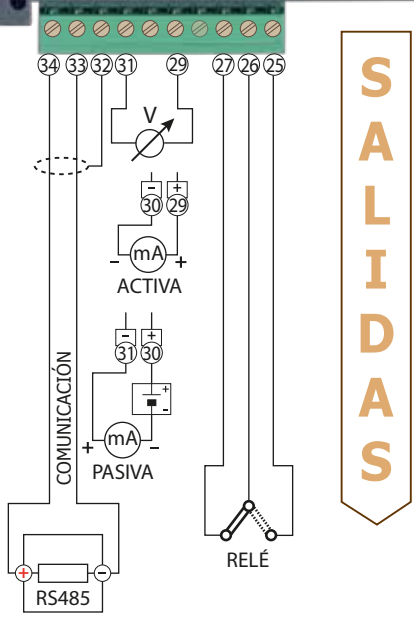 34 33 32 31 29 27 26 25
V
- +
30 29
- mA +
ACTIVA
- +
31 30
+
-
+ mA -
PASIVA
COMUNICACIÓN
RELÉ
+ -
RS485
S
A
L
I
D
A
S